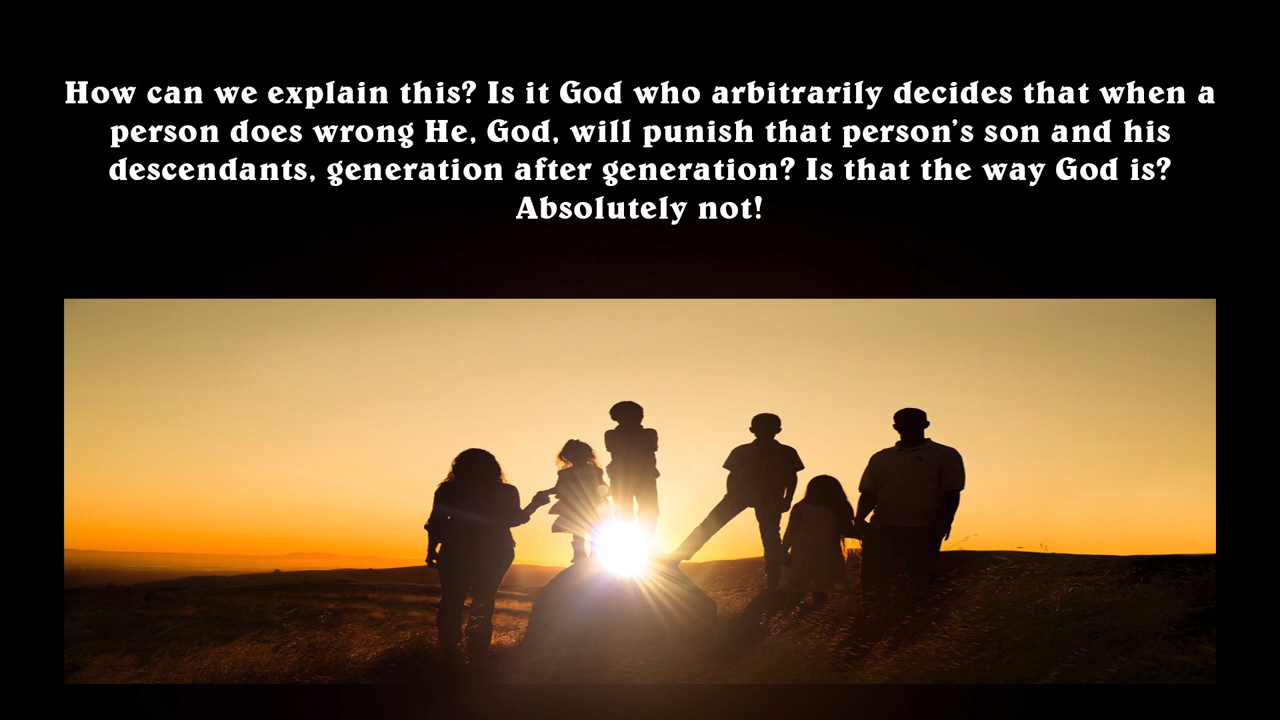 How can we explain this? Is it God who arbitrarily decides that when a
person does wrong He, God, will punish that person's son and his
descendants, generation after generation? Is that the way God is?
Absolutely not!